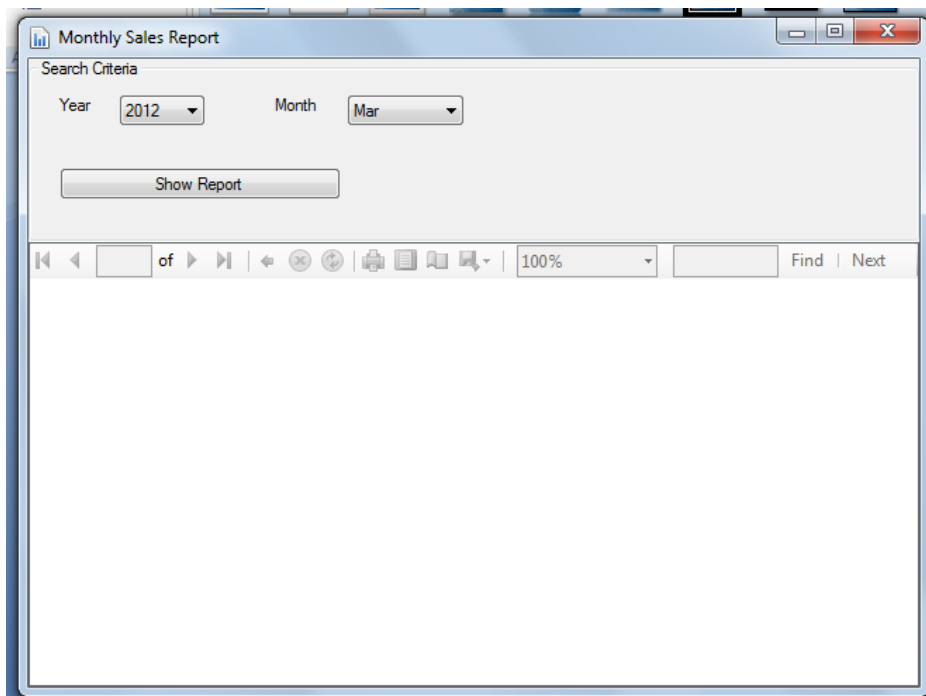 Monthly Sales Report
Search Criteria
Year 2012 Month Mar
Show Report
of 100% Find | Next